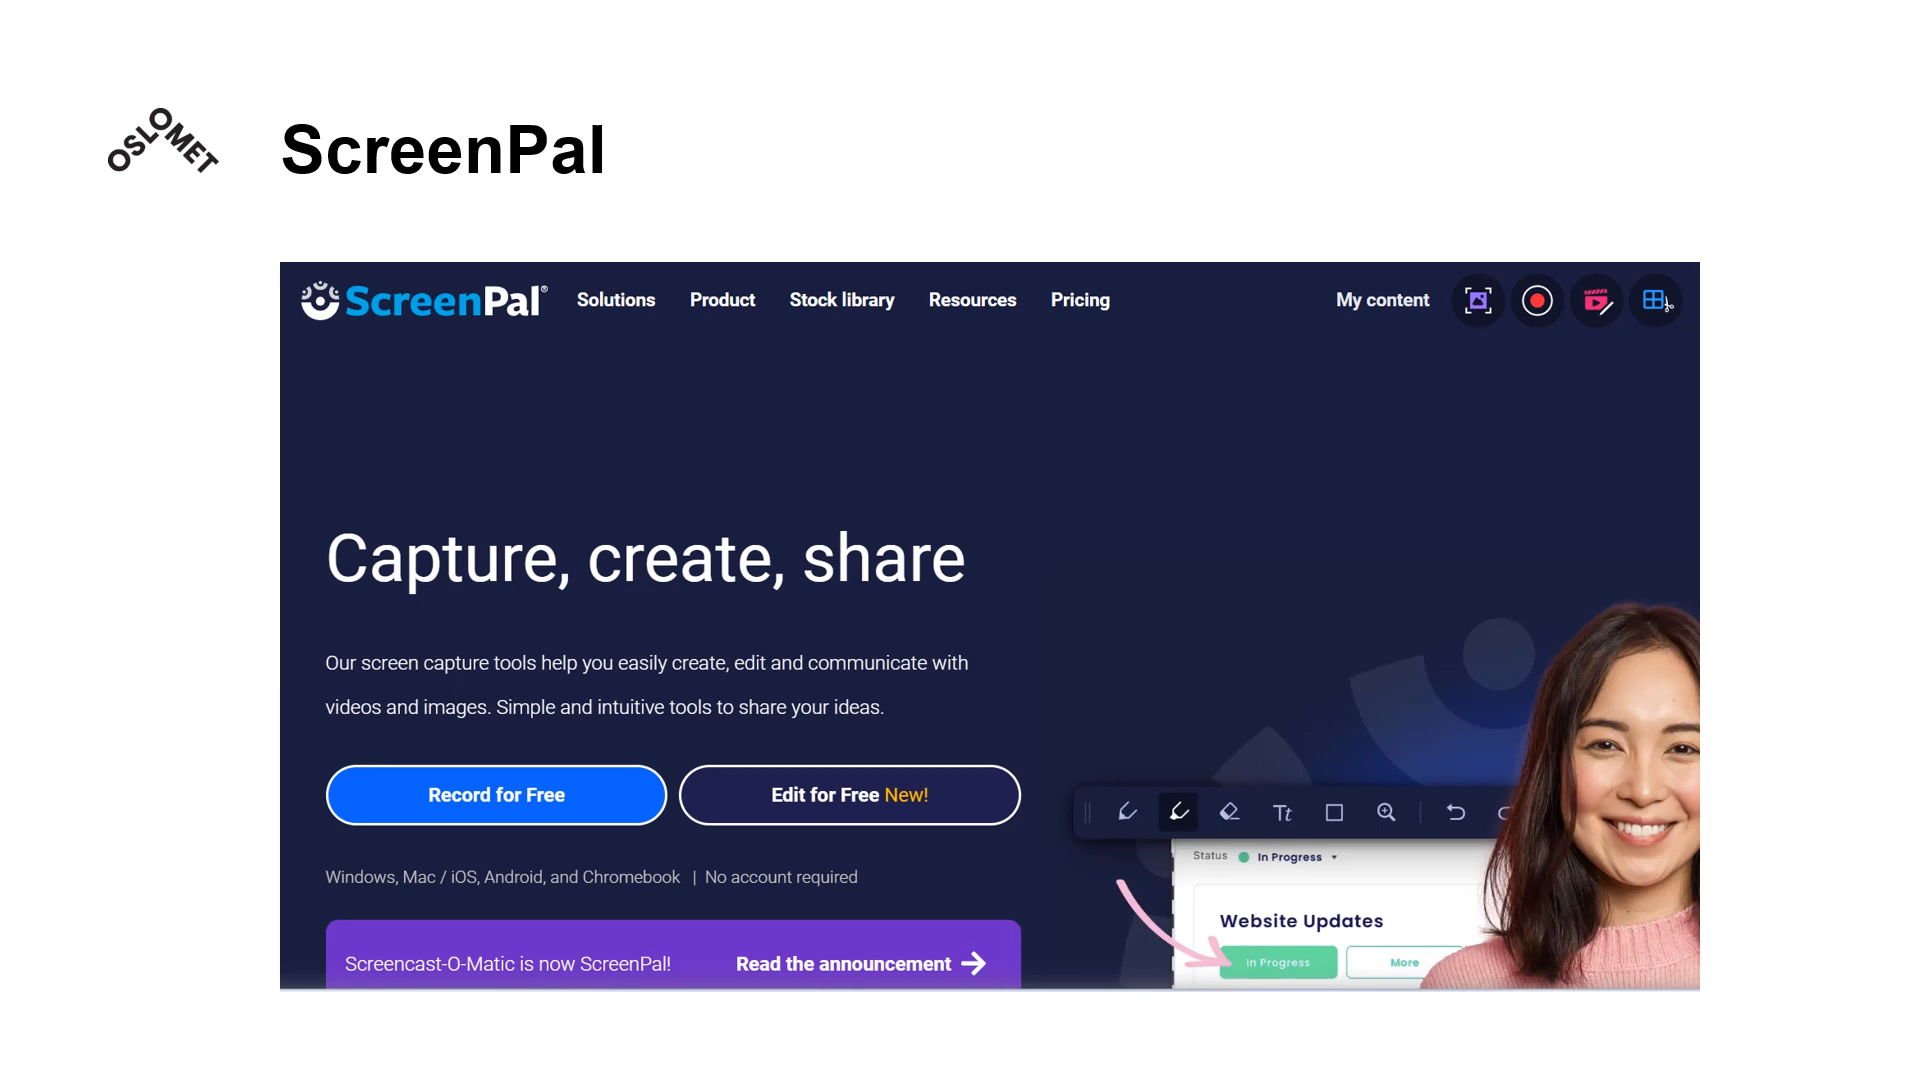 OSLOMET
ScreenPal
ScreenPal®
Solutions
Product
Stock library
Resources
Pricing
My content
Capture, create, share
Our screen capture tools help you easily create, edit and communicate with
videos and images. Simple and intuitive tools to share your ideas.
Record for Free
Edit for Free New!
Windows, Mac / iOS, Android, and Chromebook | No account required
Screencast-O-Matic is now ScreenPal!
Read the announcement
Tt
Status
In Progress
Website Updates
In Progress
More